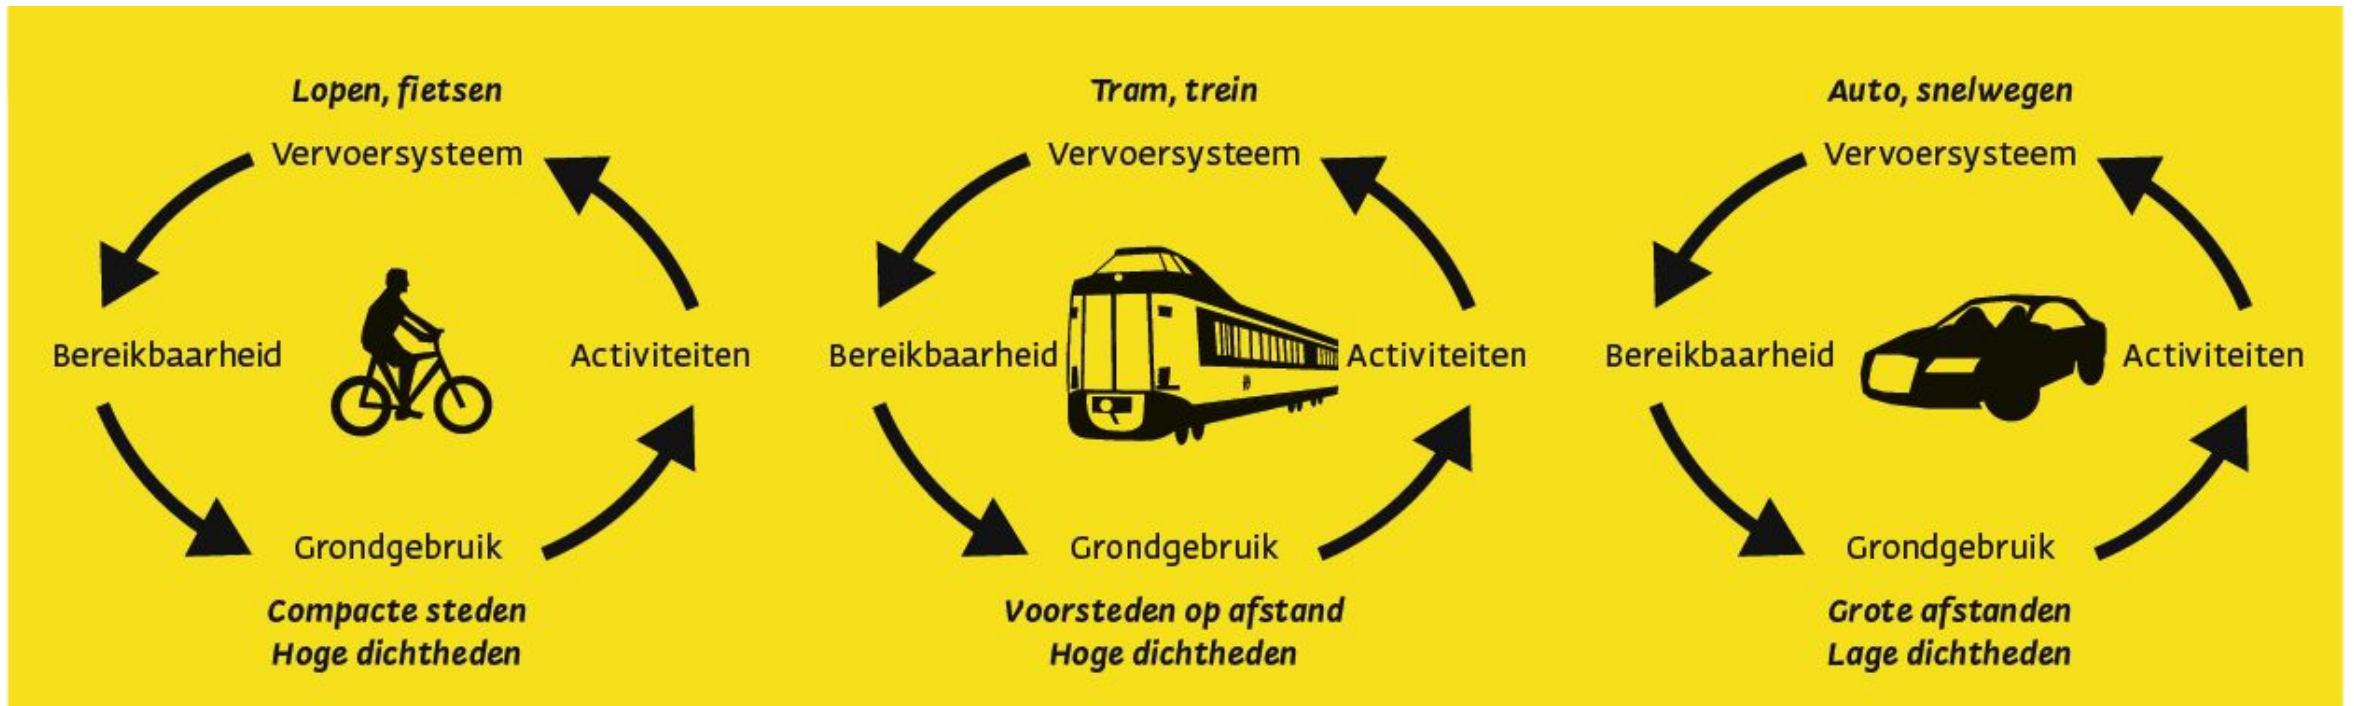 Lopen, fietsen
Vervoersysteem
Bereikbaarheid
Activiteiten
Grondgebruik
Compacte steden
Hoge dichtheden
Tram, trein
Vervoersysteem
Bereikbaarheid
Activiteiten
Grondgebruik
Voorsteden op afstand
Hoge dichtheden
Auto, snelwegen
Vervoersysteem
Bereikbaarheid
Activiteiten
Grondgebruik
Grote afstanden
Lage dichtheden